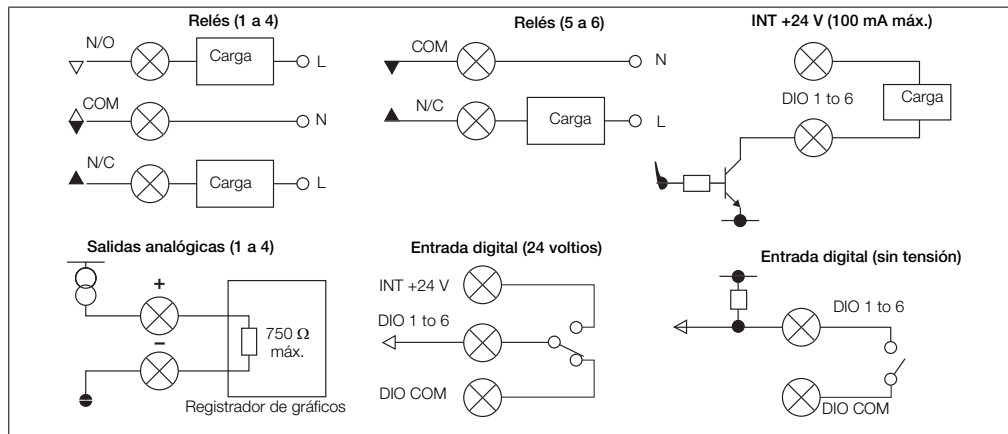 Relés (1 a 4)
N/O
Carga
L
COM
N
N/C
Carga
L
Relés (5 a 6)
COM
N
N/C
Carga
L
INT +24 V (100 mA máx.)
DIO 1 to 6
Carga
Salidas analógicas (1 a 4)
+
750 Ω
máx.
−
Registrador de gráficos
Entrada digital (24 voltios)
INT +24 V
DIO 1 to 6
DIO COM
Entrada digital (sin tensión)
DIO 1 to 6
DIO COM